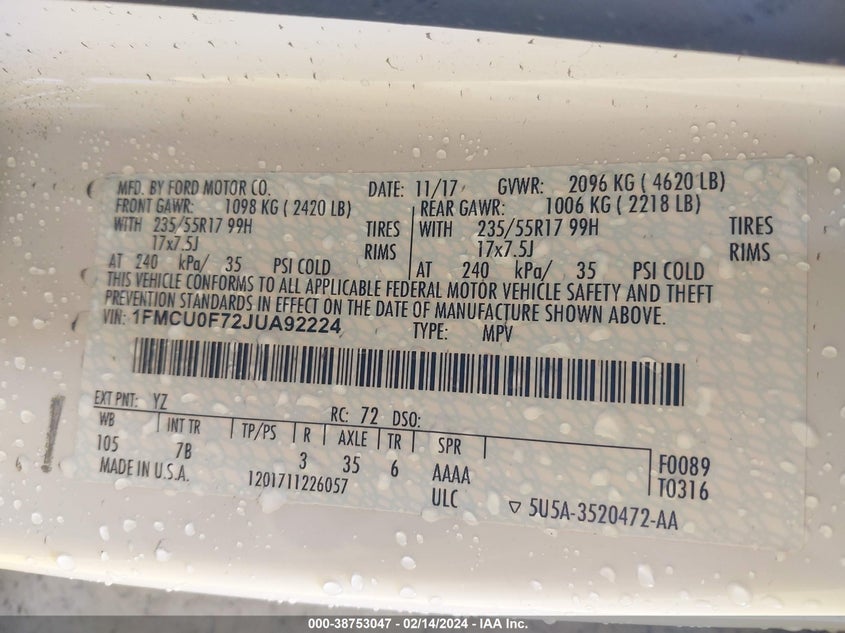 MFD. BY FORD MOTOR CO. DATE: 11/17 GVWR: 2096 KG ( 4620 LB)
FRONT GAWR: 1098 KG ( 2420 LB) REAR GAWR: 1006 KG ( 2218 LB)
WITH 235/55R17 99H TIRES WITH 235/55R17 99H TIRES
17x7.5J RIMS 17x7.5J RIMS
AT 240 kPa/ 35 PSI COLD AT 240 kPa/ 35 PSI COLD
THIS VEHICLE CONFORMS TO ALL APPLICABLE FEDERAL MOTOR VEHICLE SAFETY AND THEFT
PREVENTION STANDARDS IN EFFECT ON THE DATE OF MANUFACTURE SHOWN ABOVE.
VIN: 1FMCU0F72JUA92224 TYPE: MPV
EXT PNT: YZ RC: 72 DSO:
WB INT TR TP/PS R AXLE TR SPR
105 7B 3 35 6 AAAA F0089
MADE IN U.S.A. 1201711226057 ULC T0316
▽ 5U5A-3520472-AA
000-38753047 - 02/14/2024 - IAA Inc.